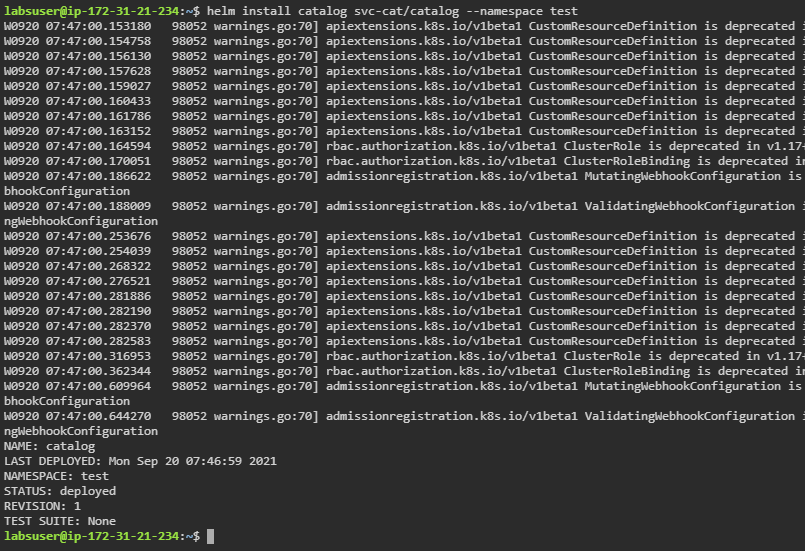 labsuser@ip-172-31-21-234:~$ helm install catalog svc-cat/catalog --namespace test
W0920 07:47:00.153180   98052 warnings.go:70] apiextensions.k8s.io/v1beta1 CustomResourceDefinition is deprecated i
W0920 07:47:00.154758   98052 warnings.go:70] apiextensions.k8s.io/v1beta1 CustomResourceDefinition is deprecated i
W0920 07:47:00.156130   98052 warnings.go:70] apiextensions.k8s.io/v1beta1 CustomResourceDefinition is deprecated i
W0920 07:47:00.157628   98052 warnings.go:70] apiextensions.k8s.io/v1beta1 CustomResourceDefinition is deprecated i
W0920 07:47:00.159027   98052 warnings.go:70] apiextensions.k8s.io/v1beta1 CustomResourceDefinition is deprecated i
W0920 07:47:00.160433   98052 warnings.go:70] apiextensions.k8s.io/v1beta1 CustomResourceDefinition is deprecated i
W0920 07:47:00.161786   98052 warnings.go:70] apiextensions.k8s.io/v1beta1 CustomResourceDefinition is deprecated i
W0920 07:47:00.163152   98052 warnings.go:70] apiextensions.k8s.io/v1beta1 CustomResourceDefinition is deprecated i
W0920 07:47:00.164594   98052 warnings.go:70] rbac.authorization.k8s.io/v1beta1 ClusterRole is deprecated in v1.17+
W0920 07:47:00.170051   98052 warnings.go:70] rbac.authorization.k8s.io/v1beta1 ClusterRoleBinding is deprecated in
W0920 07:47:00.186622   98052 warnings.go:70] admissionregistration.k8s.io/v1beta1 MutatingWebhookConfiguration is
bhookConfiguration
W0920 07:47:00.188009   98052 warnings.go:70] admissionregistration.k8s.io/v1beta1 ValidatingWebhookConfiguration i
ngWebhookConfiguration
W0920 07:47:00.253676   98052 warnings.go:70] apiextensions.k8s.io/v1beta1 CustomResourceDefinition is deprecated i
W0920 07:47:00.254039   98052 warnings.go:70] apiextensions.k8s.io/v1beta1 CustomResourceDefinition is deprecated i
W0920 07:47:00.268322   98052 warnings.go:70] apiextensions.k8s.io/v1beta1 CustomResourceDefinition is deprecated i
W0920 07:47:00.276521   98052 warnings.go:70] apiextensions.k8s.io/v1beta1 CustomResourceDefinition is deprecated i
W0920 07:47:00.281886   98052 warnings.go:70] apiextensions.k8s.io/v1beta1 CustomResourceDefinition is deprecated i
W0920 07:47:00.282190   98052 warnings.go:70] apiextensions.k8s.io/v1beta1 CustomResourceDefinition is deprecated i
W0920 07:47:00.282370   98052 warnings.go:70] apiextensions.k8s.io/v1beta1 CustomResourceDefinition is deprecated i
W0920 07:47:00.282583   98052 warnings.go:70] apiextensions.k8s.io/v1beta1 CustomResourceDefinition is deprecated i
W0920 07:47:00.316953   98052 warnings.go:70] rbac.authorization.k8s.io/v1beta1 ClusterRole is deprecated in v1.17+
W0920 07:47:00.362344   98052 warnings.go:70] rbac.authorization.k8s.io/v1beta1 ClusterRoleBinding is deprecated in
W0920 07:47:00.609964   98052 warnings.go:70] admissionregistration.k8s.io/v1beta1 MutatingWebhookConfiguration is
bhookConfiguration
W0920 07:47:00.644270   98052 warnings.go:70] admissionregistration.k8s.io/v1beta1 ValidatingWebhookConfiguration i
ngWebhookConfiguration
NAME: catalog
LAST DEPLOYED: Mon Sep 20 07:46:59 2021
NAMESPACE: test
STATUS: deployed
REVISION: 1
TEST SUITE: None
labsuser@ip-172-31-21-234:~$